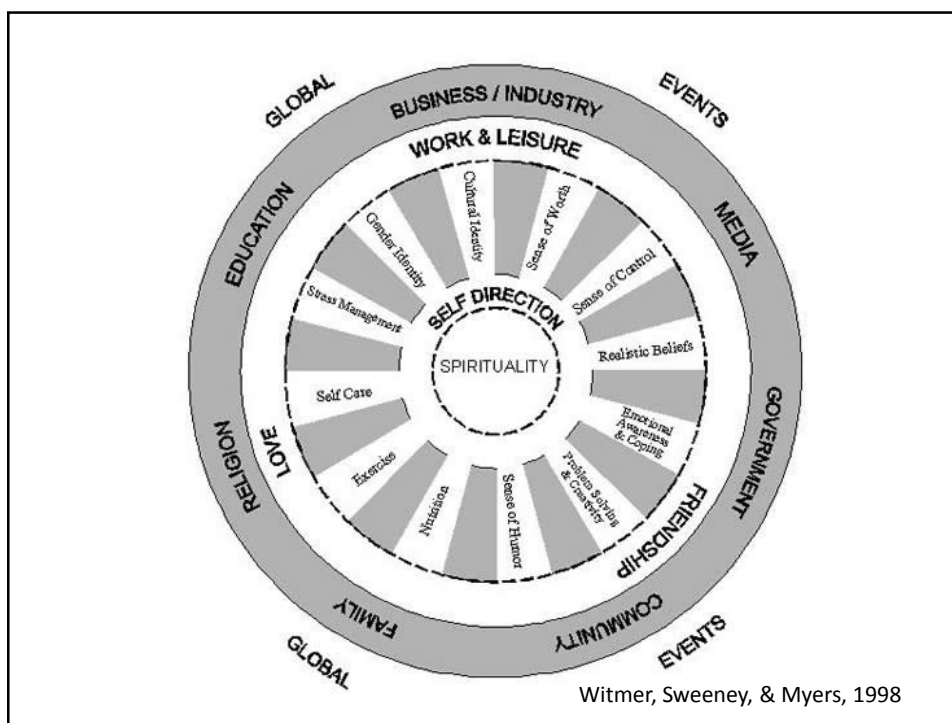 GLOBAL
EVENTS
BUSINESS / INDUSTRY
EDUCATION
MEDIA
GOVERNMENT
COMMUNITY
FAMILY
RELIGION
WORK & LEISURE
FRIENDSHIP
LOVE
Cultural Identity
Sense of Worth
Sense of Control
Realistic Beliefs
Emotional
Awareness
& Coping
Problem Solving
& Creativity
Sense of Humor
Nutrition
Exercise
Self Care
Stress Management
Gender Identity
SELF DIRECTION
SPIRITUALITY
GLOBAL
EVENTS
Witmer, Sweeney, & Myers, 1998